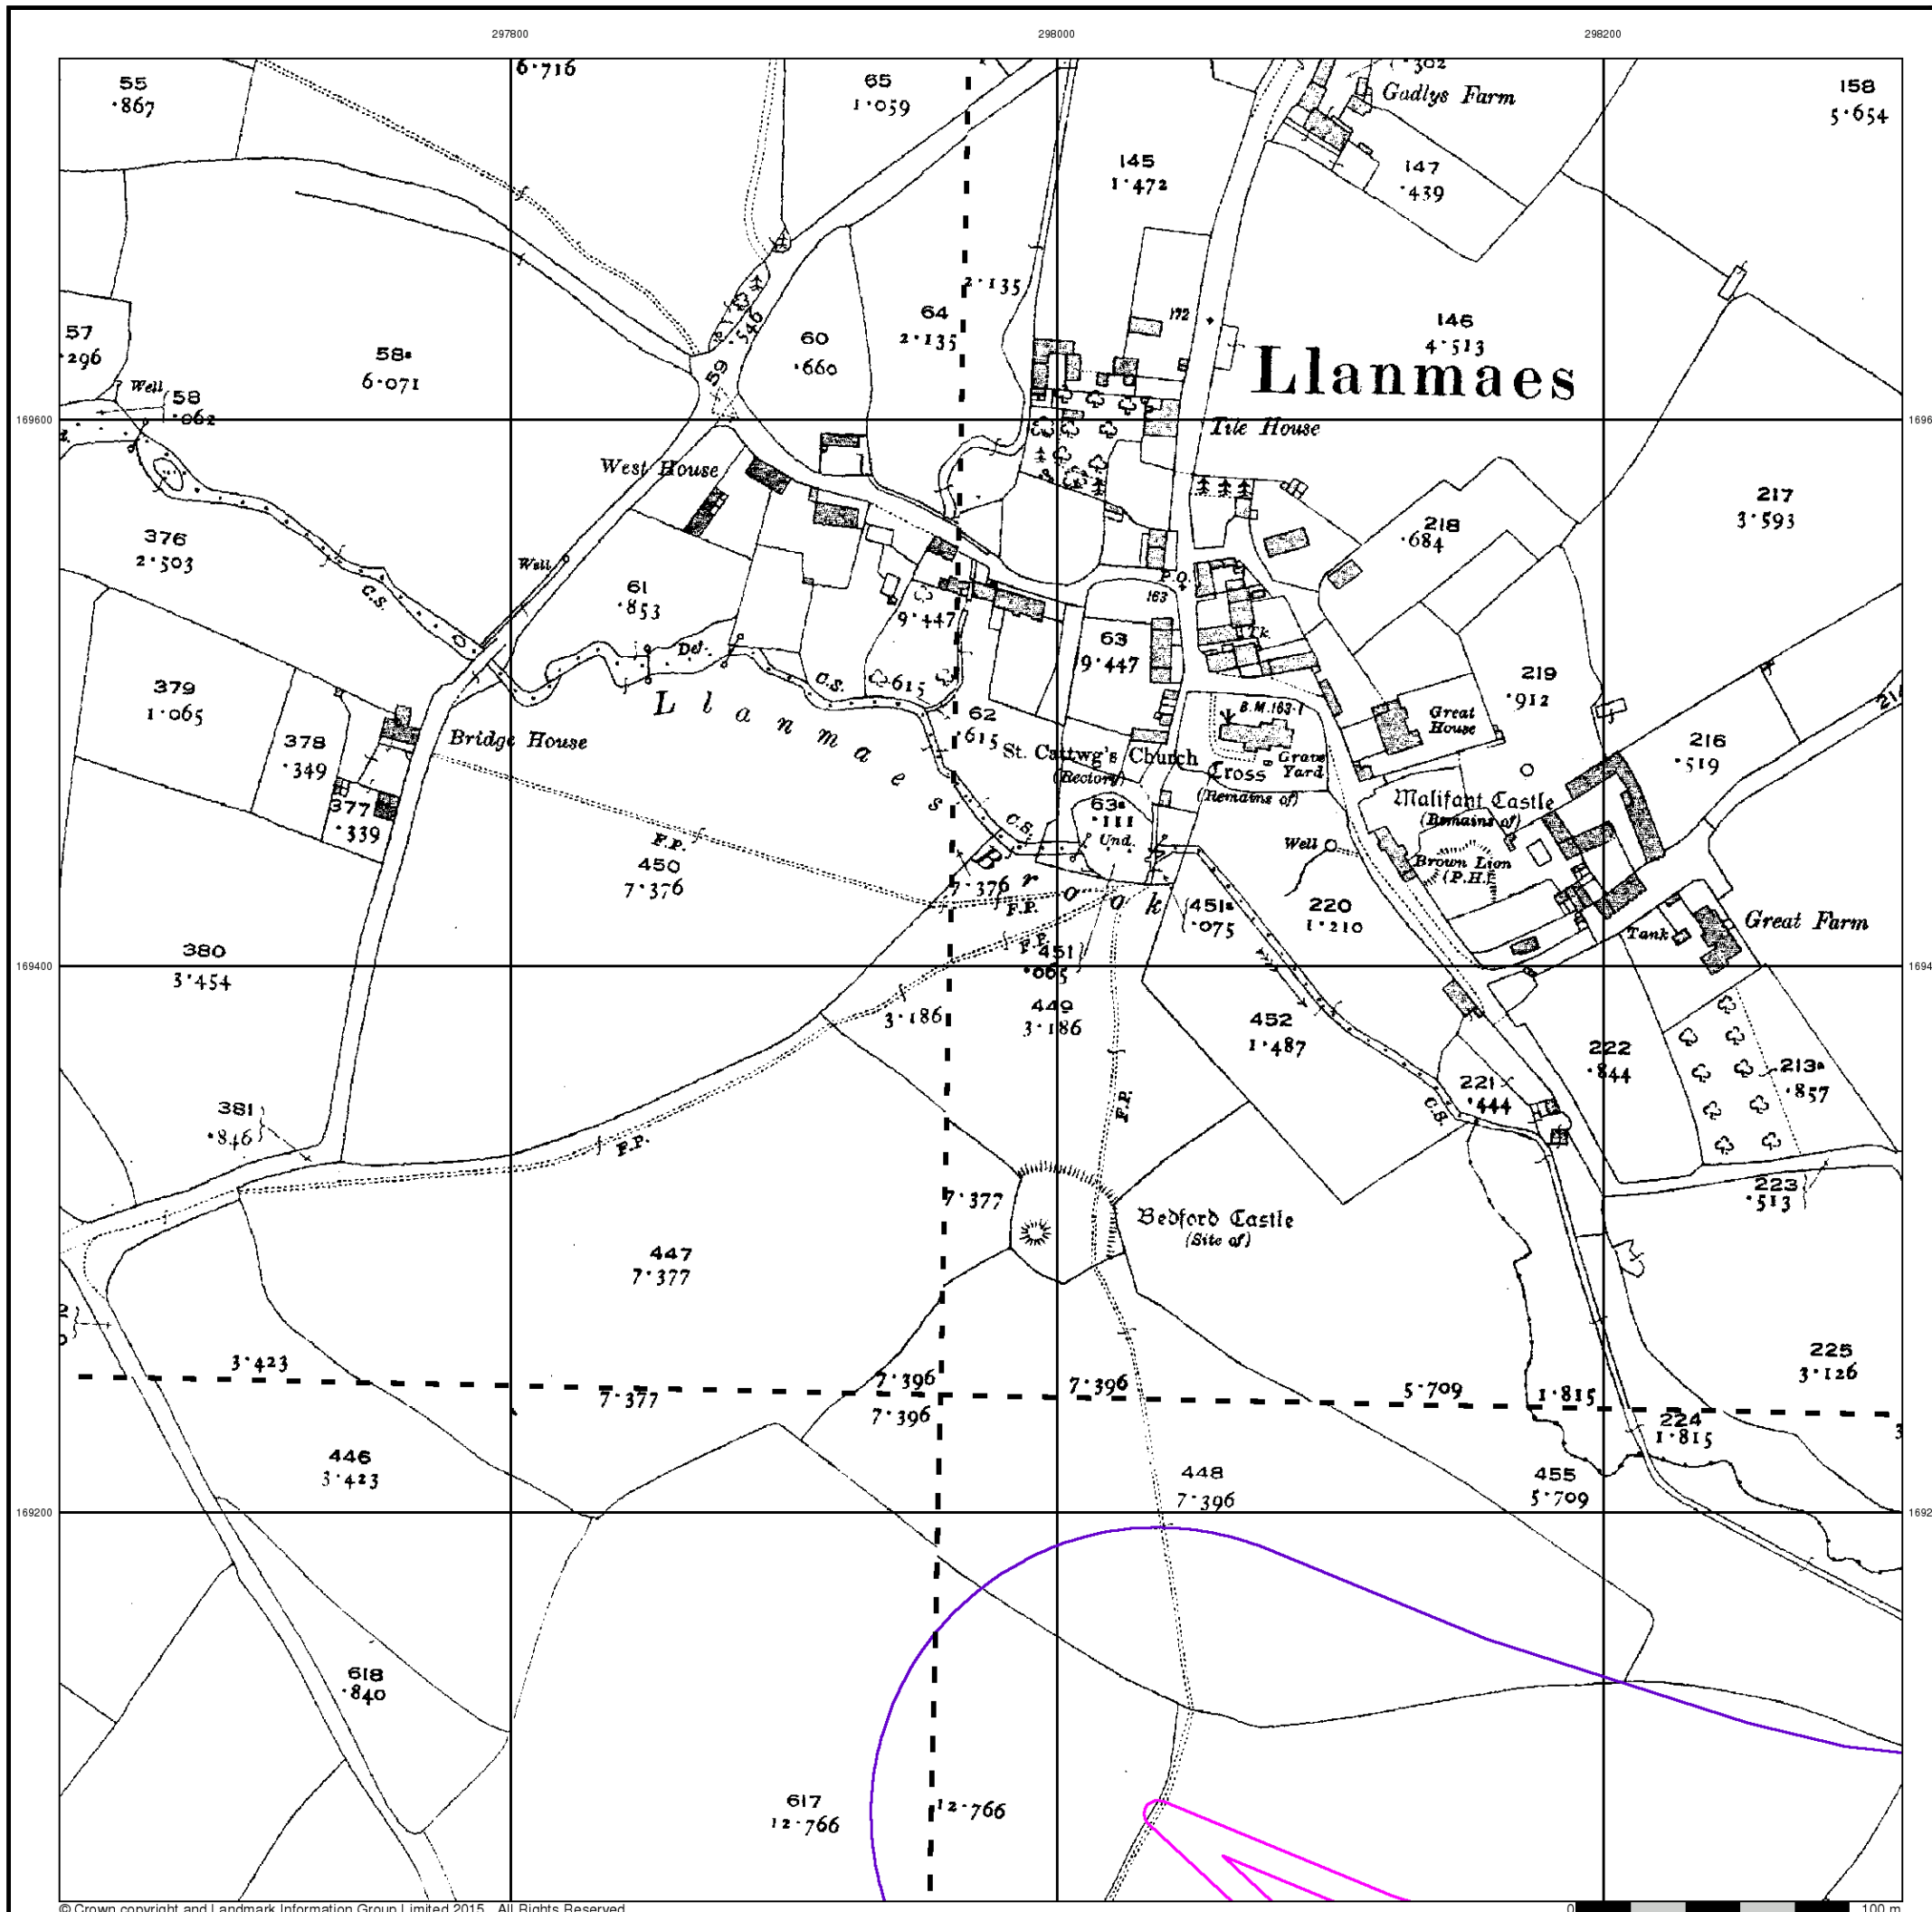 297800
298000
298200
55
·867
6·716
65
1·059
·302
Gadlys Farm
158
5·654
145
1·472
147
·439
57
·296
58a
6·071
Well
58
·062
59
·546
60
·660
64
2·135
2·135
172
146
4·513
Llanmaes
169600
Tile House
West House
376
2·503
C.S.
Well
61
·853
Def.
9·447
P.O.
163
63
9·447
Tk.
218
·684
217
3·593
219
·912
379
1·065
378
·349
377
·339
Bridge House
Llanmaes Brook
C.S.
·615
62
·615
St. Cattwg's Church
(Rectory)
B.M.163·1
Cross
(Remains of)
Grave
Yard
Great
House
216
·519
Malifant Castle
(Remains of)
Brown Lion
(P.H.)
63a
·111
Und.
C.S.
Well
F.P.
450
7·376
7·376
F.P.
F.P.
451
·065
451a
·075
220
1·210
Tank
Great Farm
380
3·454
169400
3·186
449
3·186
452
1·487
222
·844
213a
·857
221
·444
C.S.
381
·846
F.P.
F.P.
223
·513
7·377
Bedford Castle
(Site of)
447
7·377
225
3·126
3·423
7·377
7·396
7·396
7·396
5·709
1·815
224
1·815
446
3·423
448
7·396
455
5·709
169200
618
·840
617
12·766
12·766
© Crown copyright and Landmark Information Group Limited 2015. All Rights Reserved.
0
100 m